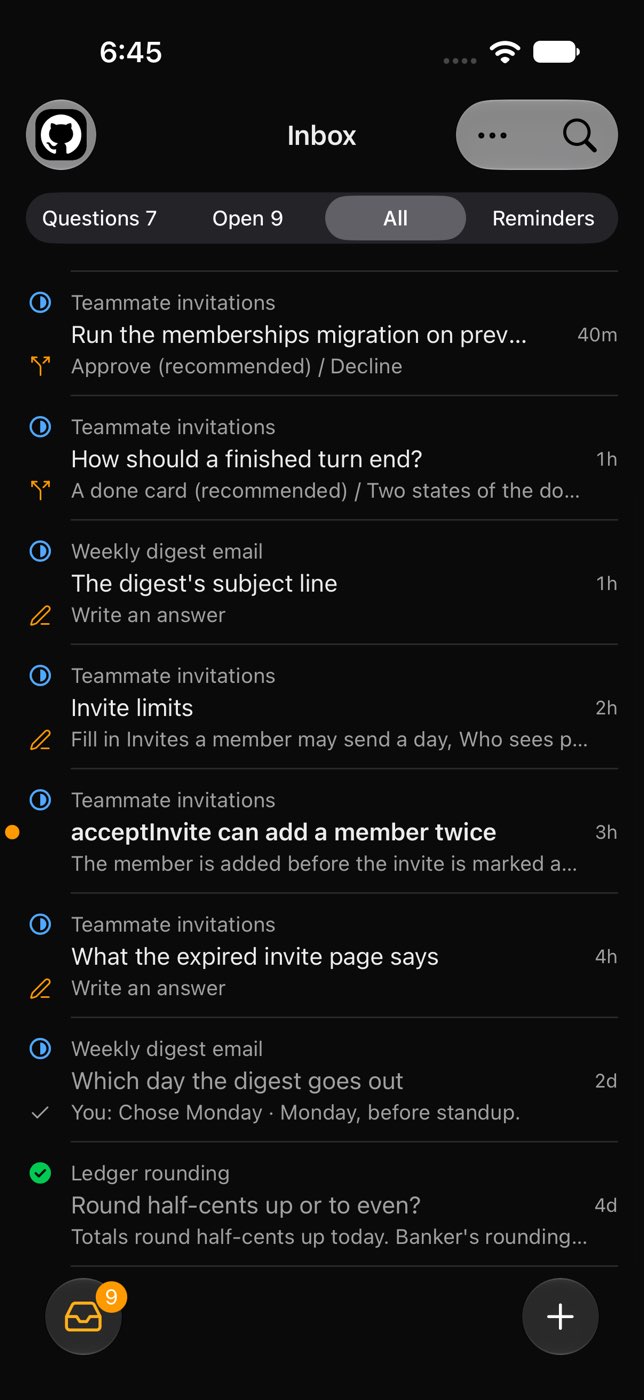 6:45
Inbox
Questions 7
Open 9
All
Reminders
Teammate invitations
Run the memberships migration on prev...
40m
Approve (recommended) / Decline
Teammate invitations
How should a finished turn end?
1h
A done card (recommended) / Two states of the do...
Weekly digest email
The digest's subject line
1h
Write an answer
Teammate invitations
Invite limits
2h
Fill in Invites a member may send a day, Who sees p...
Teammate invitations
acceptInvite can add a member twice
3h
The member is added before the invite is marked a...
Teammate invitations
What the expired invite page says
4h
Write an answer
Weekly digest email
Which day the digest goes out
2d
You: Chose Monday · Monday, before standup.
Ledger rounding
Round half-cents up or to even?
4d
Totals round half-cents up today. Banker's rounding...
9